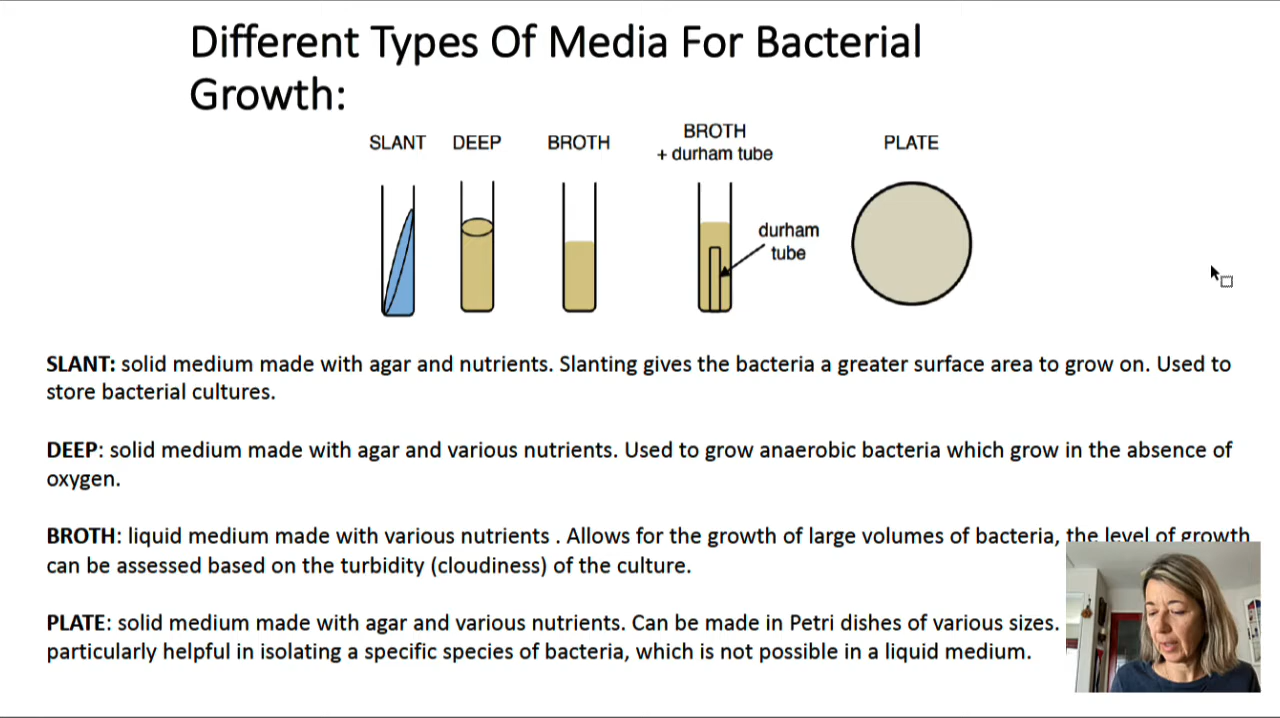 Different Types Of Media For Bacterial
Growth:
SLANT
DEEP
BROTH
BROTH
+ durham tube
PLATE
durham
tube
SLANT: solid medium made with agar and nutrients. Slanting gives the bacteria a greater surface area to grow on. Used to
store bacterial cultures.
DEEP: solid medium made with agar and various nutrients. Used to grow anaerobic bacteria which grow in the absence of
oxygen.
BROTH: liquid medium made with various nutrients . Allows for the growth of large volumes of bacteria, the level of growth
can be assessed based on the turbidity (cloudiness) of the culture.
PLATE: solid medium made with agar and various nutrients. Can be made in Petri dishes of various sizes.
particularly helpful in isolating a specific species of bacteria, which is not possible in a liquid medium.